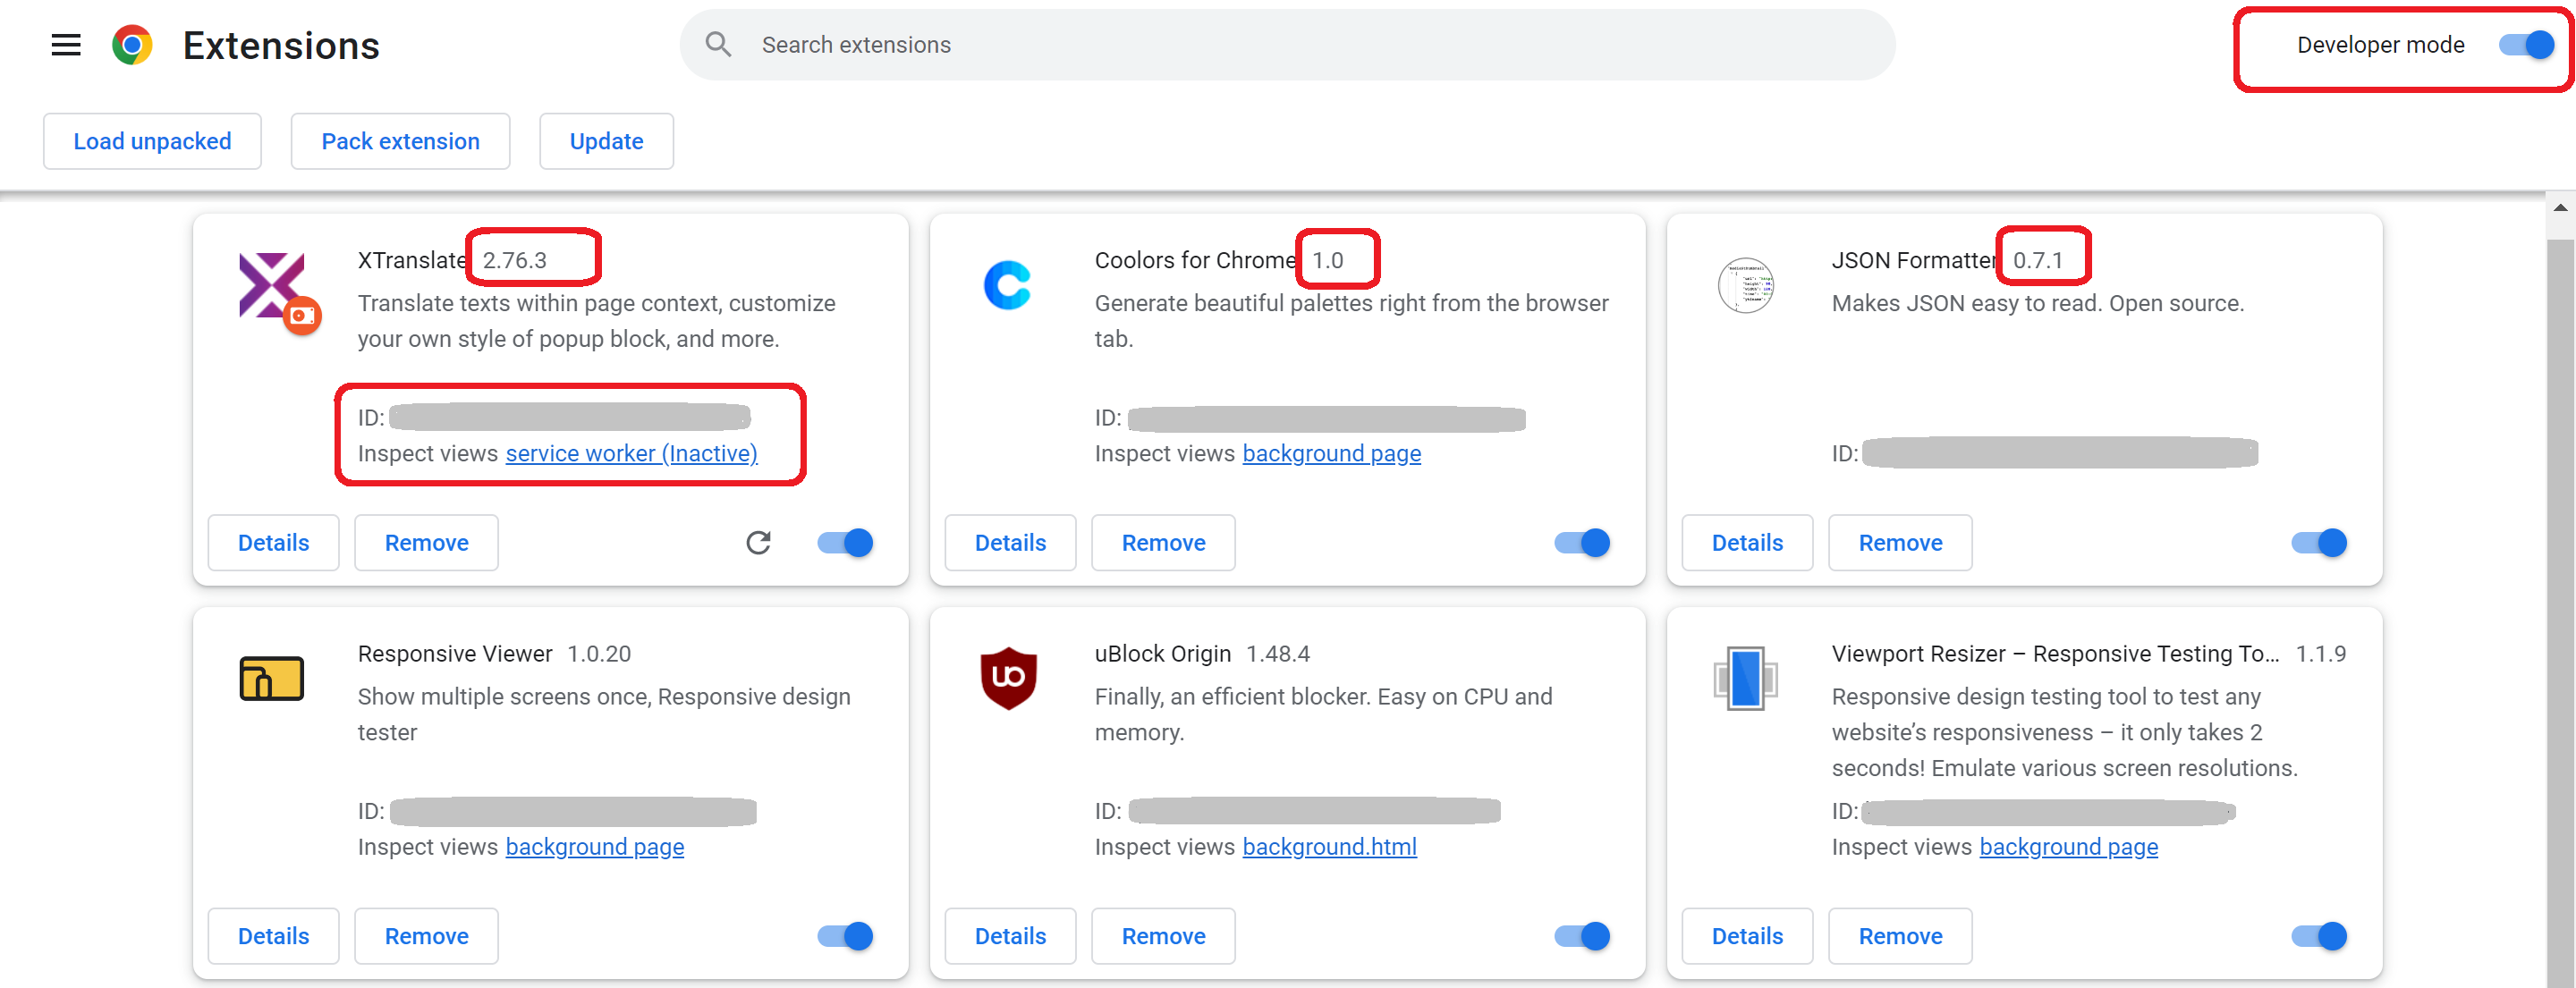 Extensions
Search extensions
Developer mode
Load unpacked
Pack extension
Update
XTranslate 2.76.3
Translate texts within page context, customize
your own style of popup block, and more.
ID:
Inspect views service worker (Inactive)
Details
Remove
Coolors for Chrome 1.0
Generate beautiful palettes right from the browser
tab.
ID:
Inspect views background page
Details
Remove
JSON Formatter 0.7.1
Makes JSON easy to read. Open source.
ID:
Details
Remove
Responsive Viewer 1.0.20
Show multiple screens once, Responsive design
tester
ID:
Inspect views background page
Details
Remove
uBlock Origin 1.48.4
Finally, an efficient blocker. Easy on CPU and
memory.
ID:
Inspect views background.html
Details
Remove
Viewport Resizer – Responsive Testing To... 1.1.9
Responsive design testing tool to test any
website’s responsiveness – it only takes 2
seconds! Emulate various screen resolutions.
ID:
Inspect views background page
Details
Remove